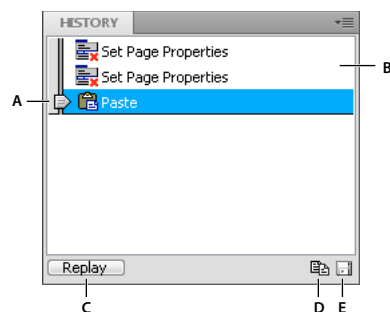 HISTORY
Set Page Properties
B
Set Page Properties
A
Paste
Replay
C
D
E